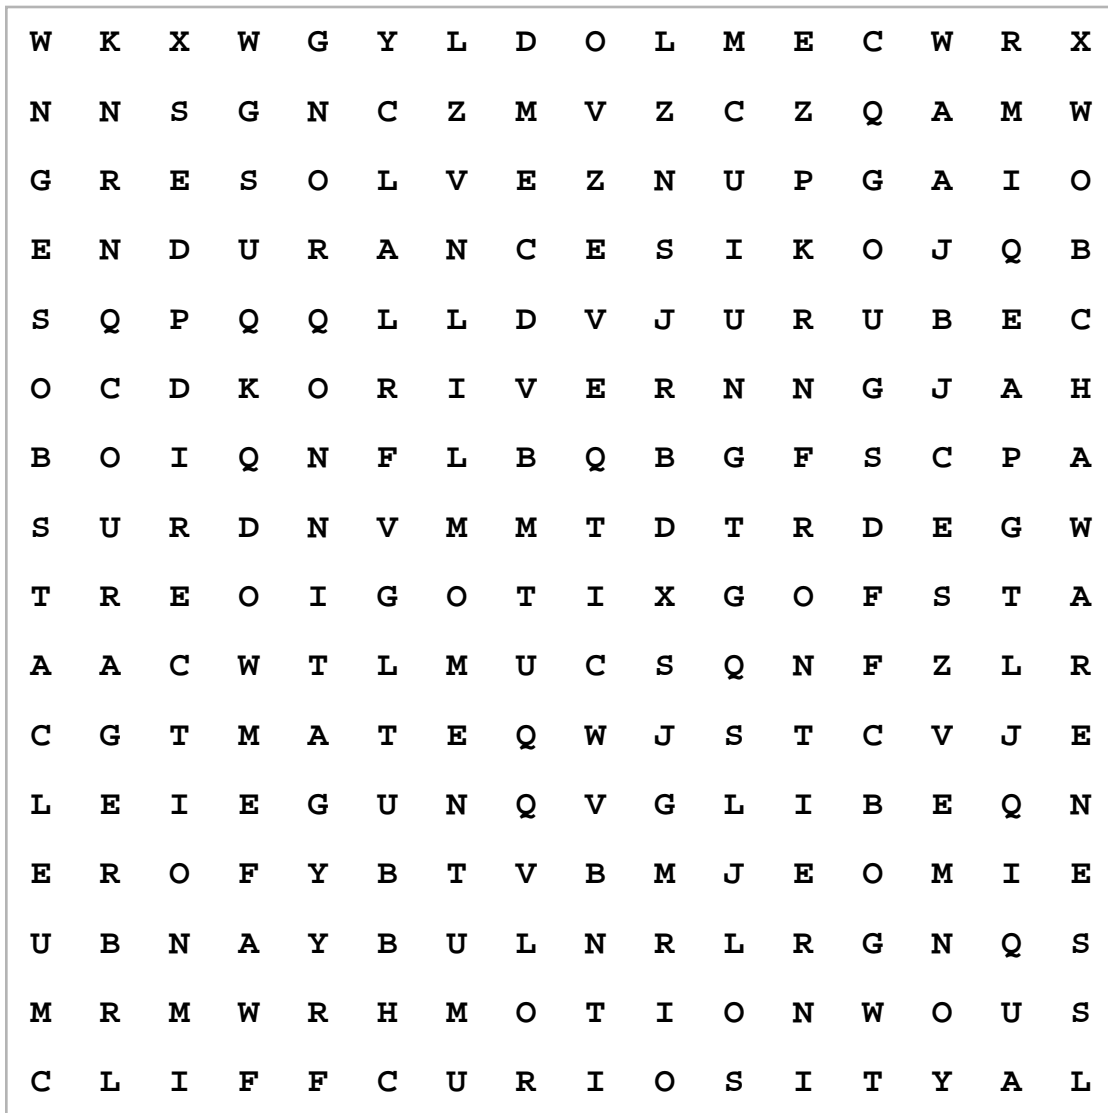 W K X W G Y L D O L M E C W R X
N N S G N C Z M V Z C Z Q A M W
G R E S O L V E Z N U P G A I O
E N D U R A N C E S I K O J Q B
S Q P Q Q L L D V J U R U B E C
O C D K O R I V E R N N G J A H
B O I Q N F L B Q B G F S C P A
S U R D N V M M T D T R D E G W
T R E O I G O T I X G O F S T A
A A C W T L M U C S Q N F Z L R
C G T M A T E Q W J S T C V J E
L E I E G U N Q V G L I B E Q N
E R O F Y B T V B M J E O M I E
U B N A Y B U L N R L R G N Q S
M R M W R H M O T I O N W O U S
C L I F F C U R I O S I T Y A L